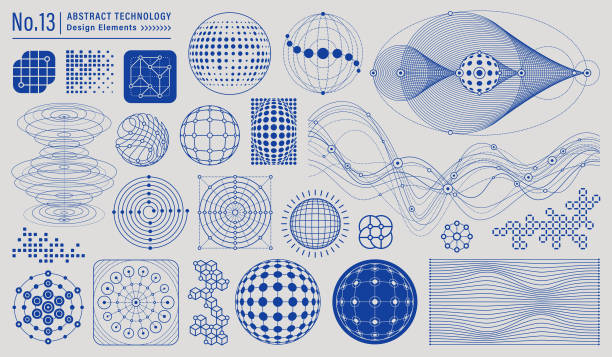 No.13
ABSTRACT TECHNOLOGY
Design Elements